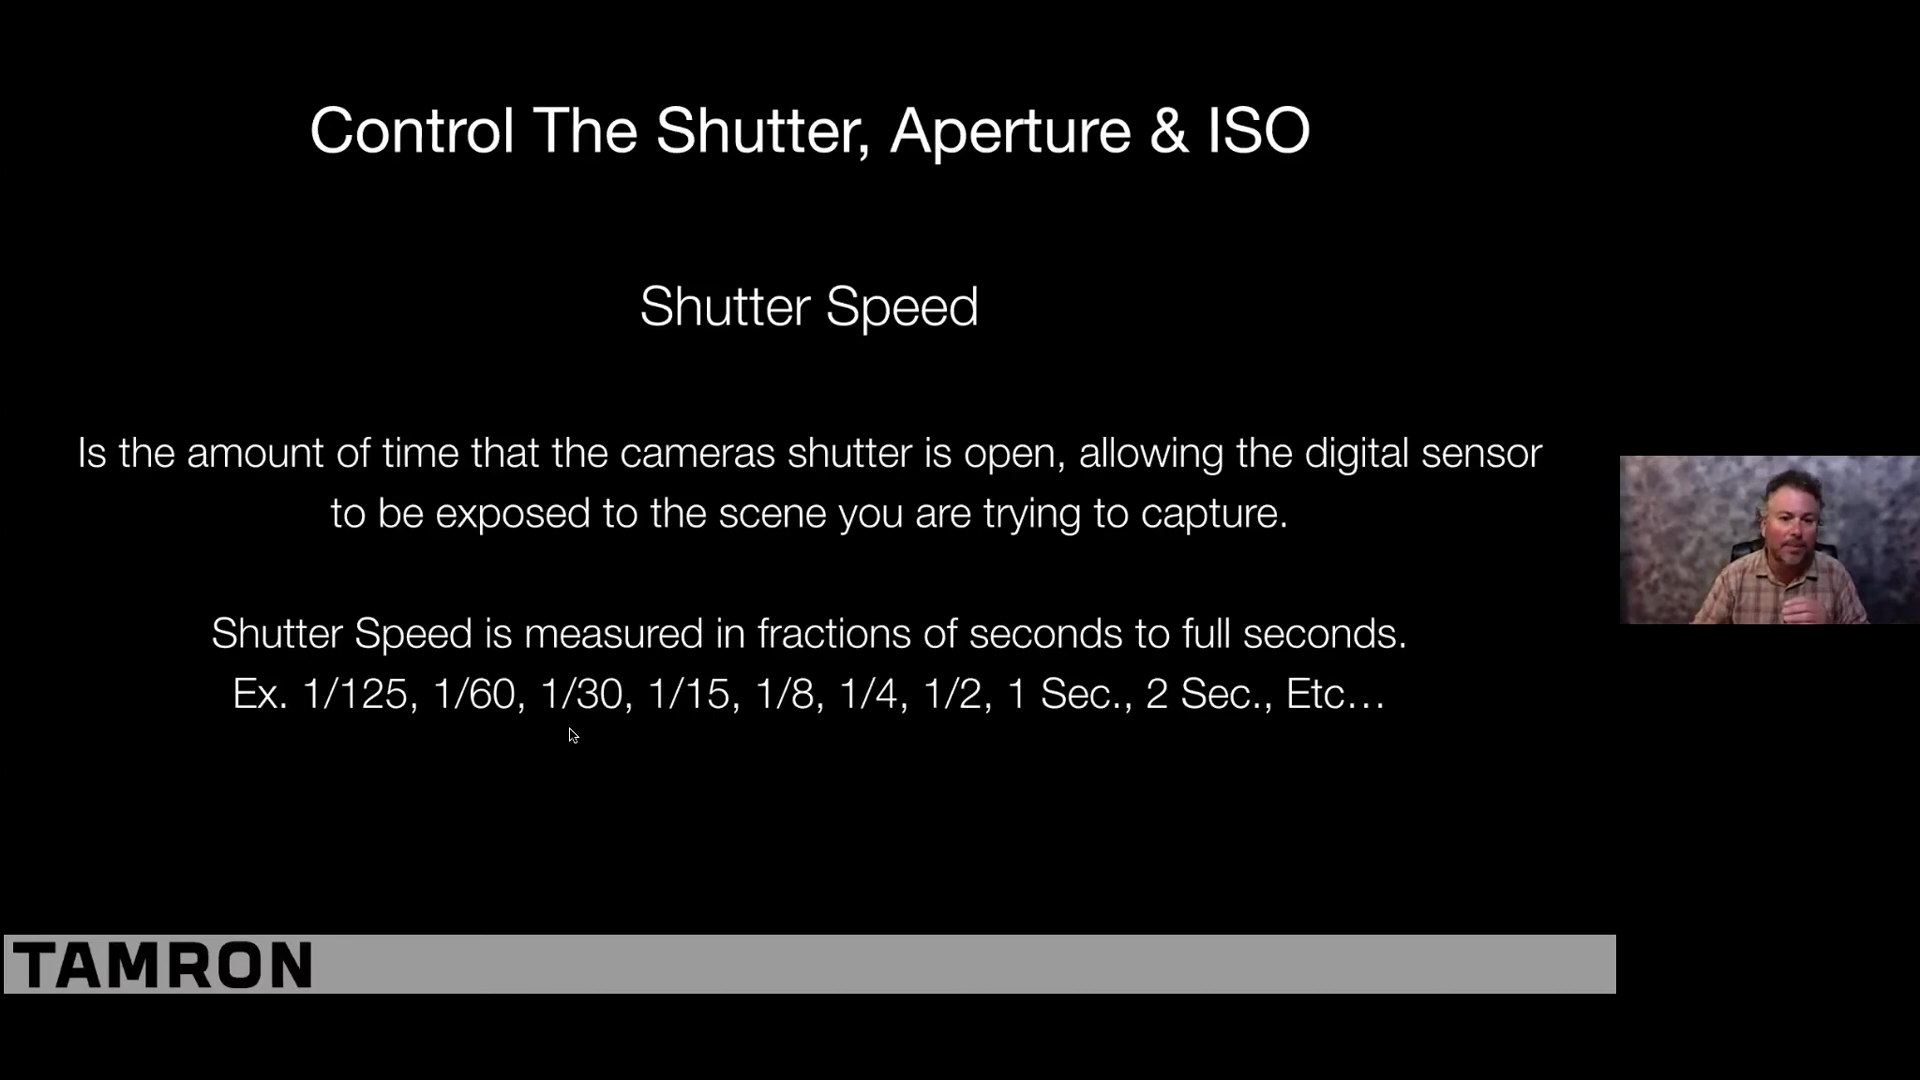 Control The Shutter, Aperture & ISO
Shutter Speed
Is the amount of time that the cameras shutter is open, allowing the digital sensor
to be exposed to the scene you are trying to capture.
Shutter Speed is measured in fractions of seconds to full seconds.
Ex. 1/125, 1/60, 1/30, 1/15, 1/8, 1/4, 1/2, 1 Sec., 2 Sec., Etc…
TAMRON